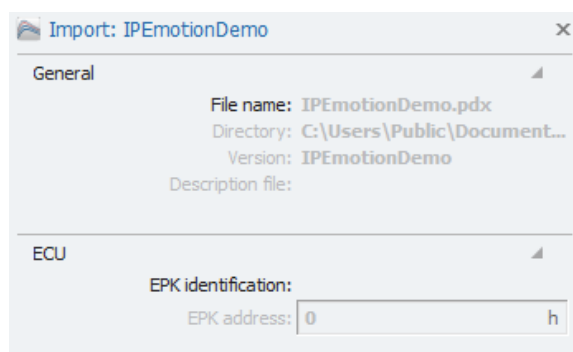 Import: IPEmotionDemo
General
File name: IPEmotionDemo.pdx
Directory: C:\Users\Public\Document...
Version: IPEmotionDemo
Description file:
ECU
EPK identification:
EPK address: 0 h